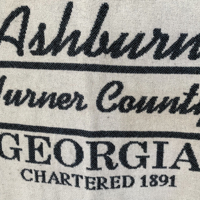 Ashburn
Turner County
GEORGIA
CHARTERED 1891